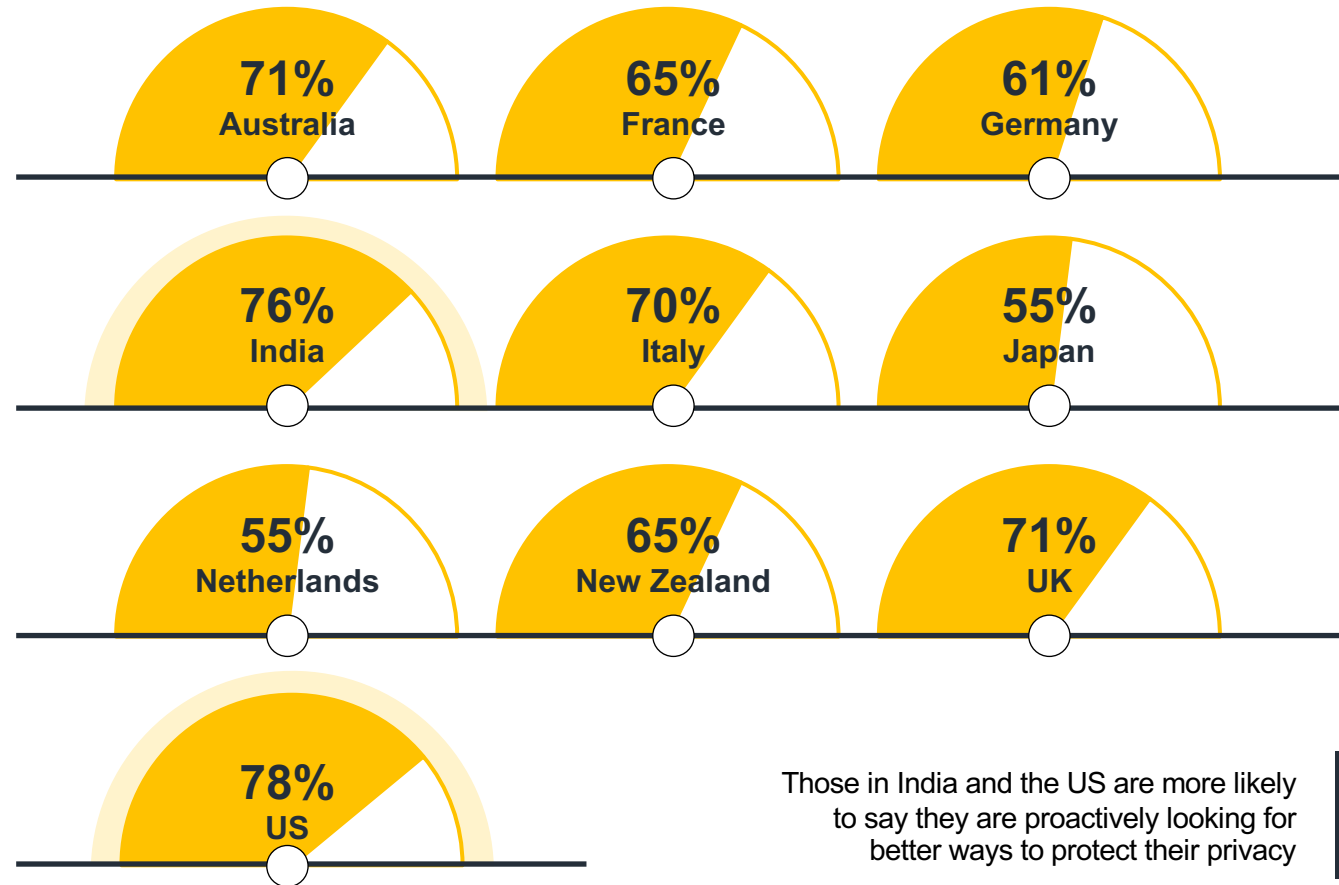 71%
Australia
65%
France
61%
Germany
76%
India
70%
Italy
55%
Japan
55%
Netherlands
65%
New Zealand
71%
UK
78%
US
Those in India and the US are more likely
to say they are proactively looking for
better ways to protect their privacy